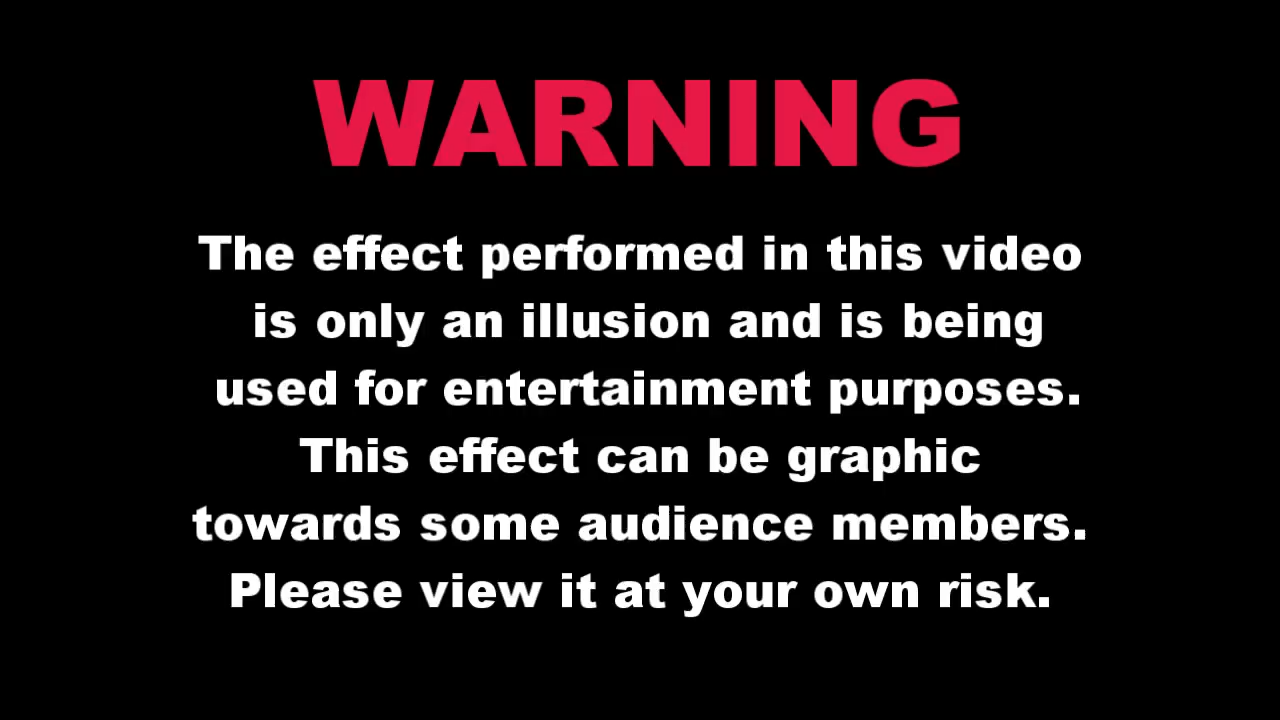 WARNING
The effect performed in this video
is only an illusion and is being
used for entertainment purposes.
This effect can be graphic
towards some audience members.
Please view it at your own risk.